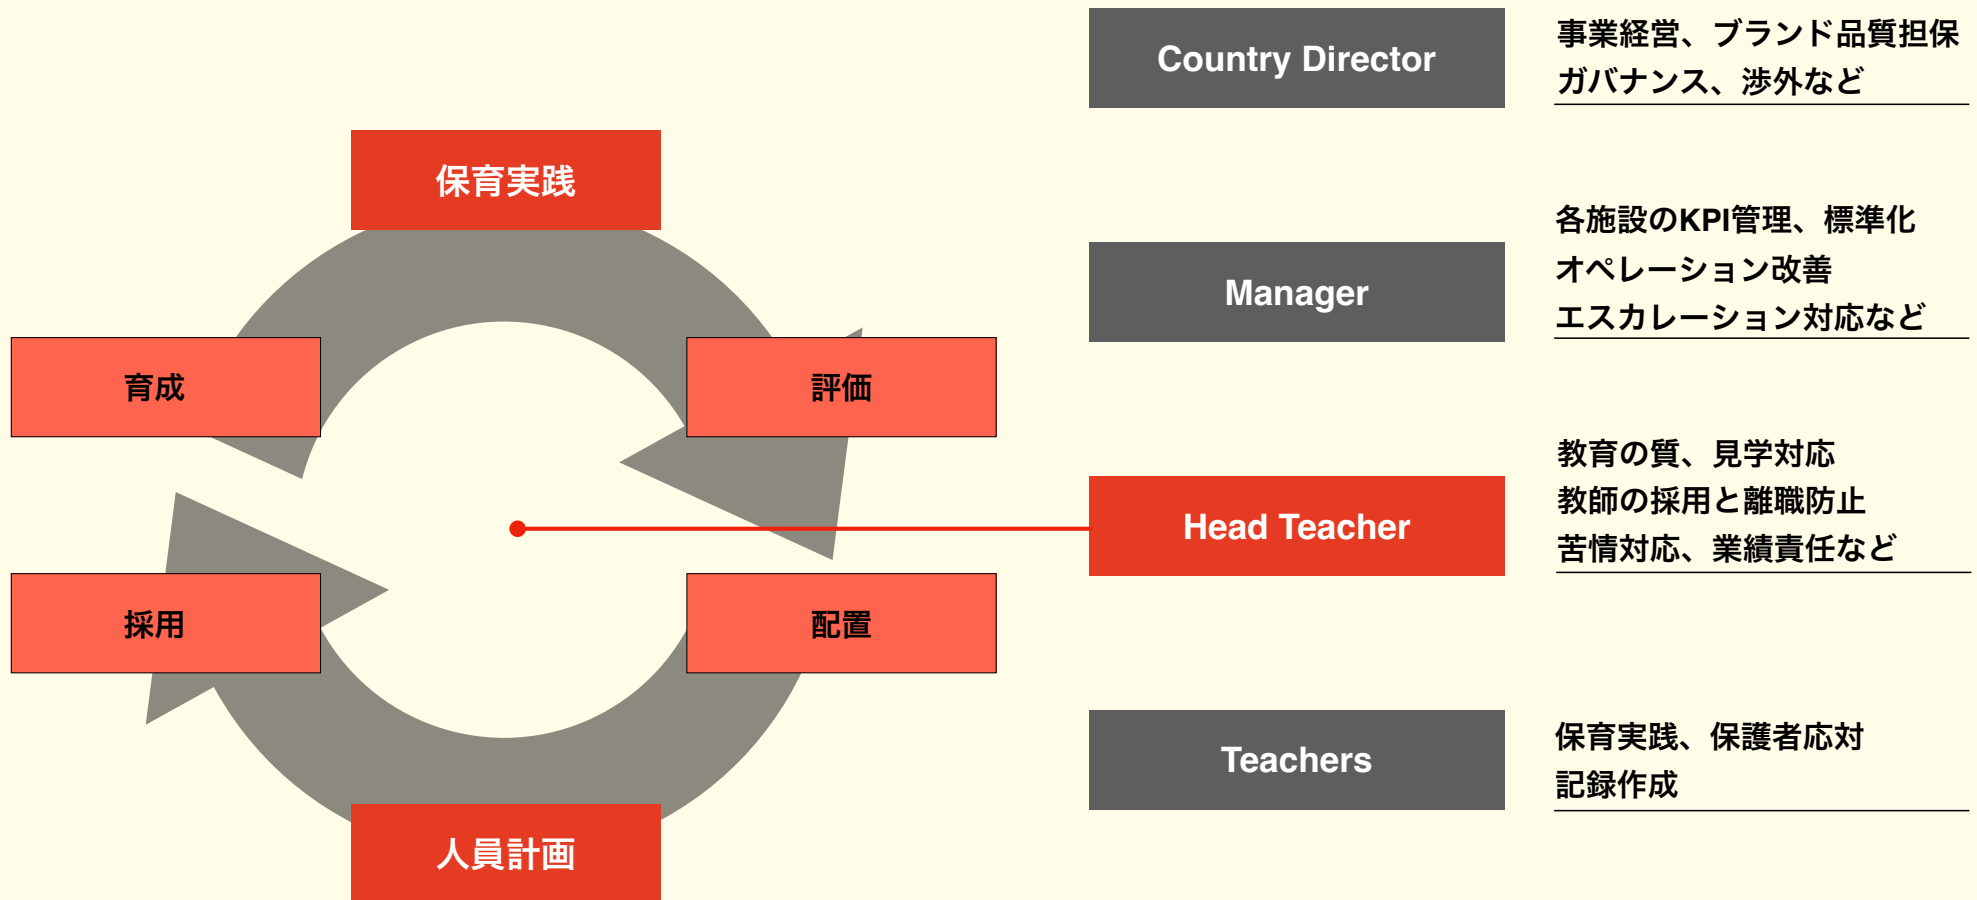 保育実践
育成
評価
採用
配置
人員計画
Country Director
事業経営、ブランド品質担保
ガバナンス、渉外など
Manager
各施設のKPI管理、標準化
オペレーション改善
エスカレーション対応など
Head Teacher
教育の質、見学対応
教師の採用と離職防止
苦情対応、業績責任など
Teachers
保育実践、保護者応対
記録作成